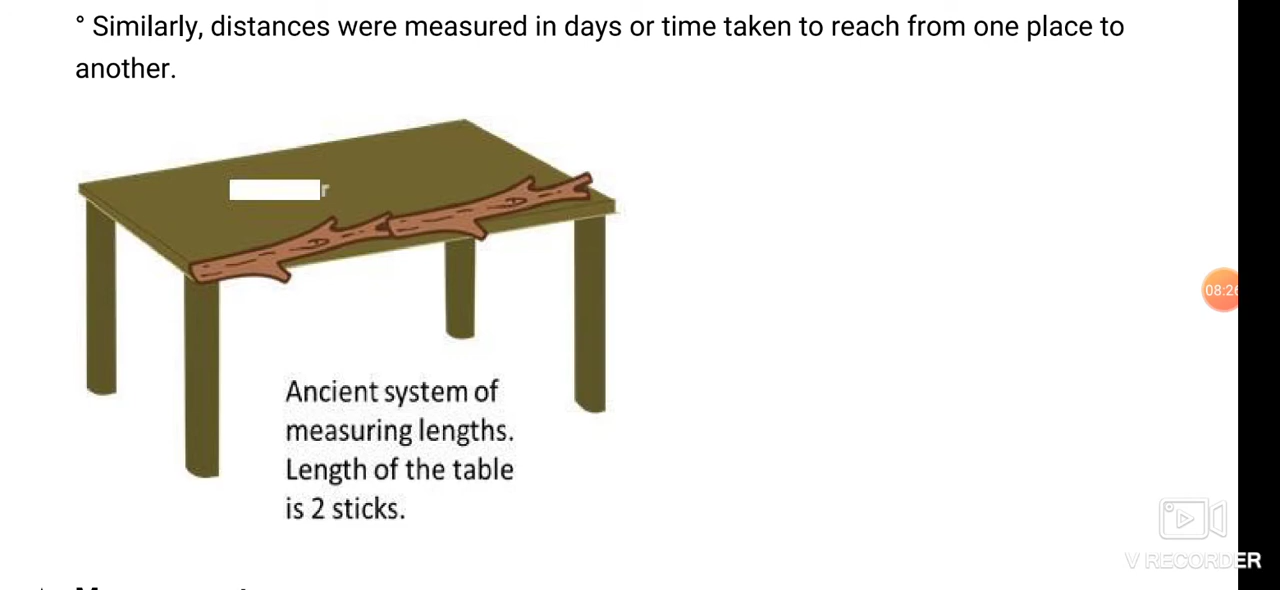 ° Similarly, distances were measured in days or time taken to reach from one place to
another.
r
Ancient system of
measuring lengths.
Length of the table
is 2 sticks.
08:26
V RECORDER